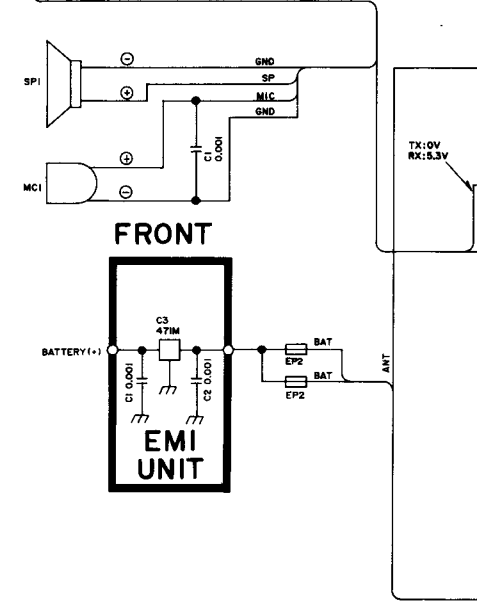 GND
SP1
SP
MIC
GND
C1
0.001
MC1
TX:0V
RX:5.3V
FRONT
C3
471M
BATTERY(+)
C1 0.001
C2 0.001
BAT
EP2
BAT
EP2
ANT
EMI
UNIT